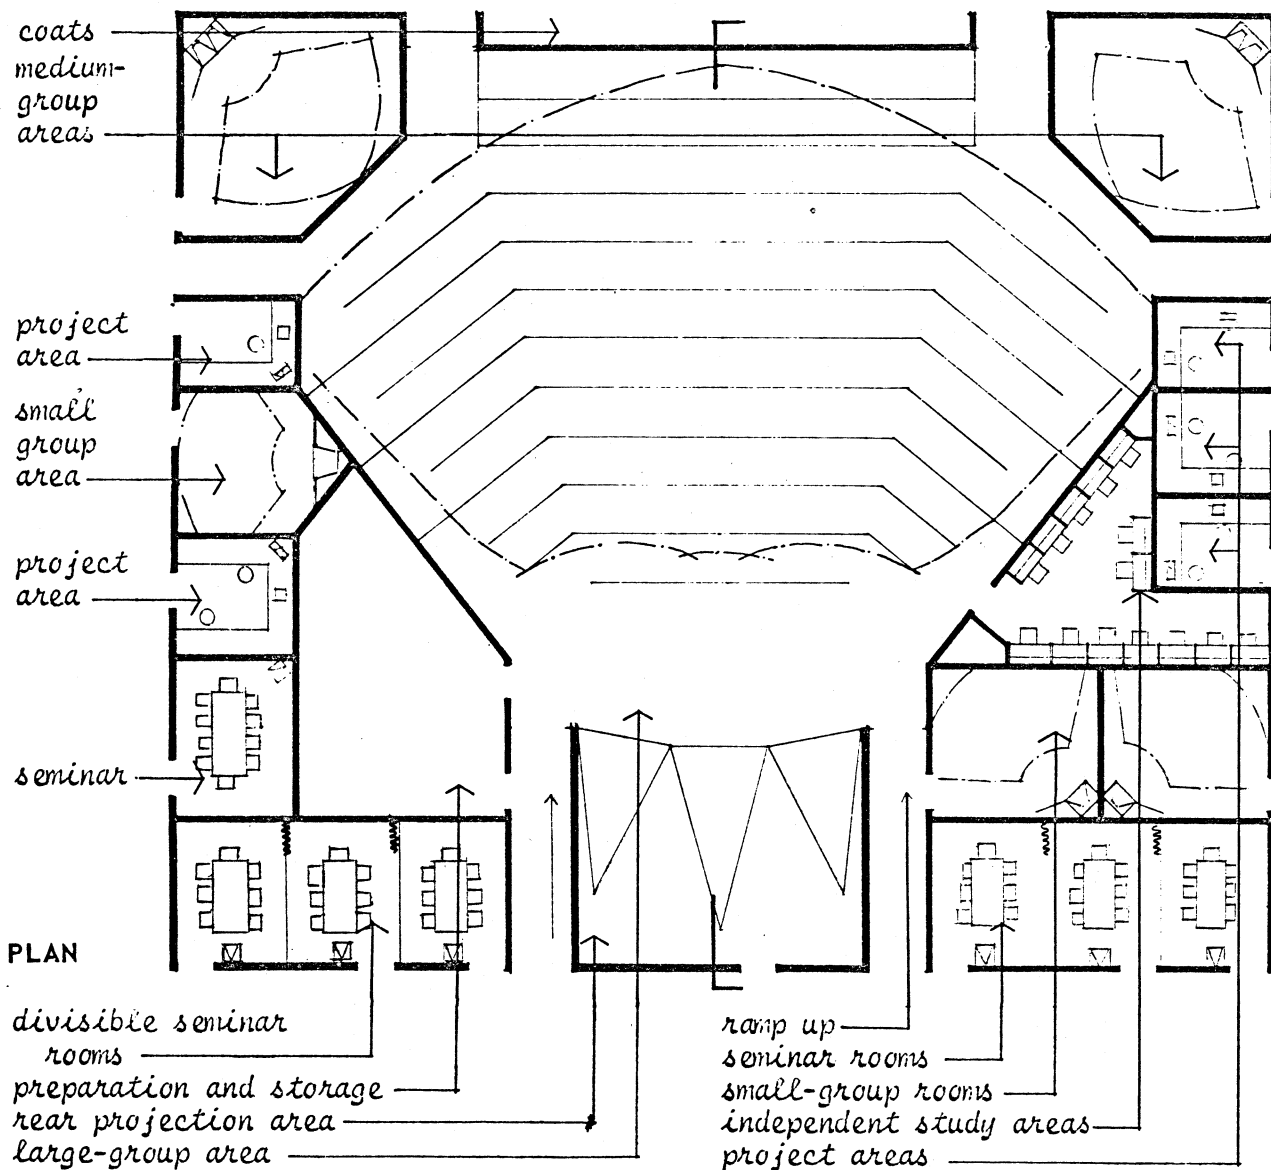 coats
medium-
group
areas
project
area
small
group
area
project
area
seminar
PLAN
divisible seminar
rooms
preparation and storage
rear projection area
large-group area
ramp up
seminar rooms
small-group rooms
independent study areas
project areas